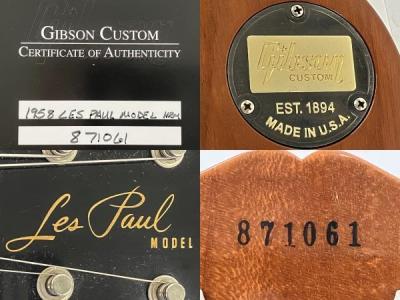 GIBSON CUSTOM
CERTIFICATE OF AUTHENTICITY
1958 LES PAUL MODEL
871061
Gibson
CUSTOM
EST. 1894
MADE IN U.S.A.
Les Paul
MODEL
871061